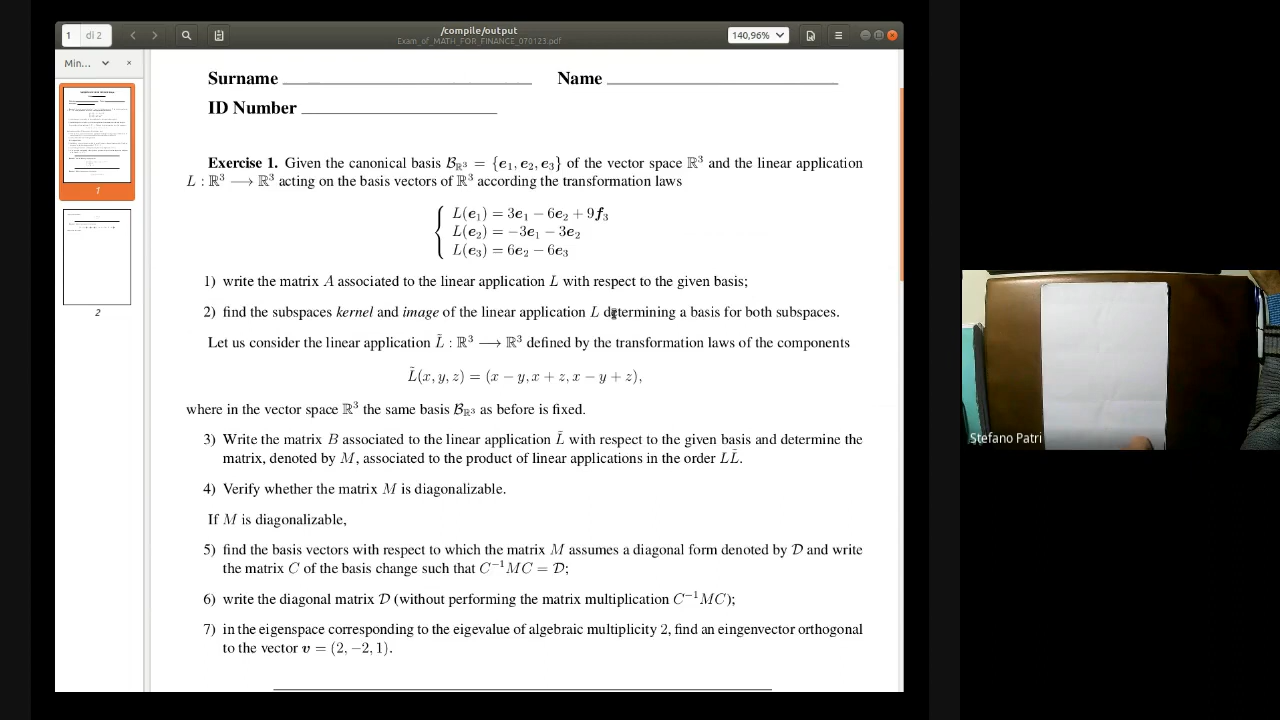 1 di 2
/compile/output
Exam_of_MATH_FOR_FINANCE_070123.pdf
140,96%
Min...
1
2
Surname Name
ID Number
Exercise 1. Given the canonical basis ℬ_ℝ³ = {e₁, e₂, e₃} of the vector space ℝ³ and the linear application
L : ℝ³ ⟶ ℝ³ acting on the basis vectors of ℝ³ according the transformation laws
L(e₁) = 3e₁ − 6e₂ + 9f₃
L(e₂) = −3e₁ − 3e₂
L(e₃) = 6e₂ − 6e₃
1) write the matrix A associated to the linear application L with respect to the given basis;
2) find the subspaces kernel and image of the linear application L determining a basis for both subspaces.
Let us consider the linear application L̃ : ℝ³ ⟶ ℝ³ defined by the transformation laws of the components
L̃(x, y, z) = (x − y, x + z, x − y + z),
where in the vector space ℝ³ the same basis ℬ_ℝ³ as before is fixed.
3) Write the matrix B associated to the linear application L̃ with respect to the given basis and determine the
matrix, denoted by M, associated to the product of linear applications in the order LL̃.
4) Verify whether the matrix M is diagonalizable.
If M is diagonalizable,
5) find the basis vectors with respect to which the matrix M assumes a diagonal form denoted by 𝒟 and write
the matrix C of the basis change such that C⁻¹MC = 𝒟;
6) write the diagonal matrix 𝒟 (without performing the matrix multiplication C⁻¹MC);
7) in the eigenspace corresponding to the eigevalue of algebraic multiplicity 2, find an eingenvector orthogonal
to the vector v = (2, −2, 1).
Stefano Patri